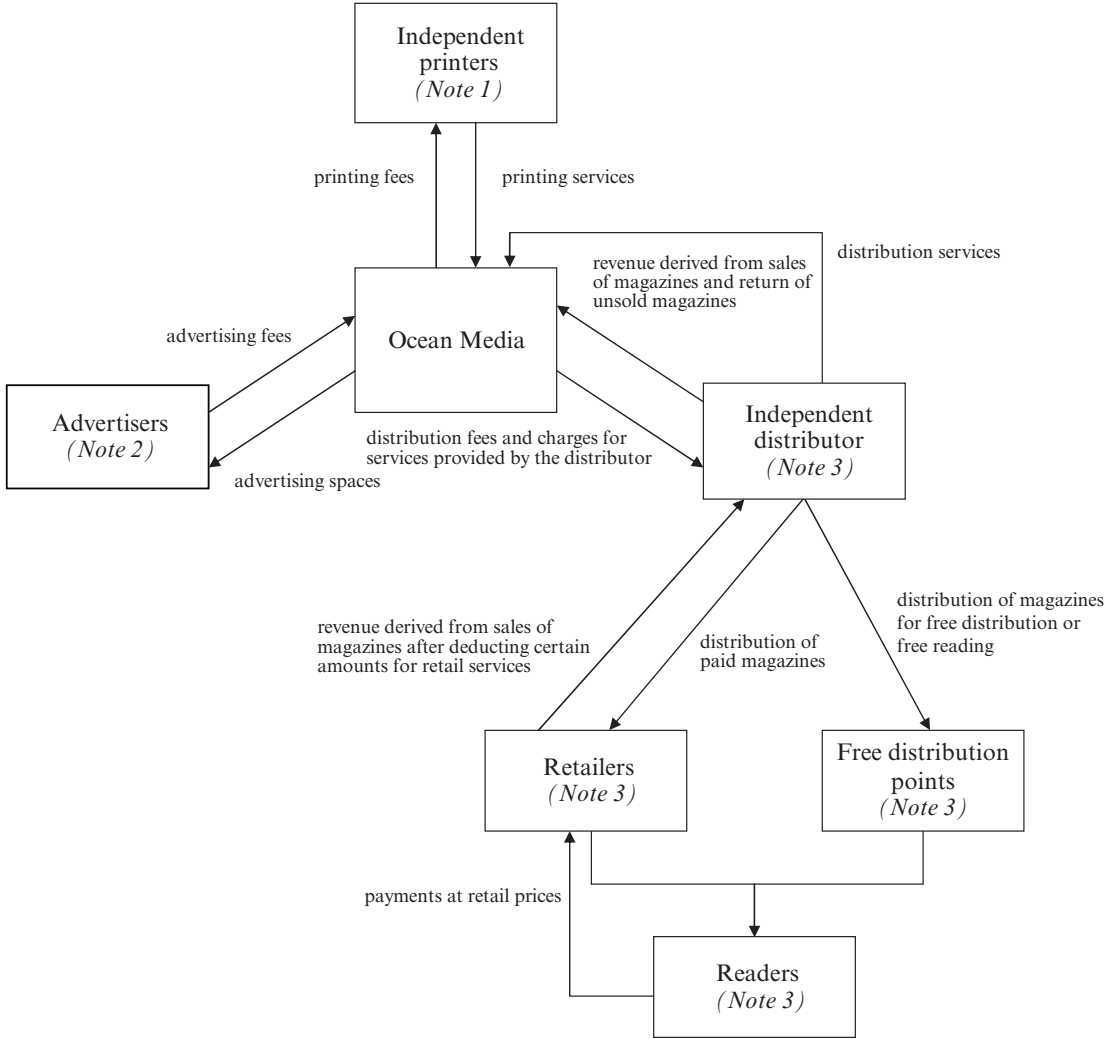 Independent
printers
(Note 1)
printing fees
printing services
distribution services
revenue derived from sales
of magazines and return of
unsold magazines
advertising fees
Ocean Media
Advertisers
(Note 2)
Independent
distributor
(Note 3)
distribution fees and charges for
services provided by the distributor
advertising spaces
revenue derived from sales of
magazines after deducting certain
amounts for retail services
distribution of
paid magazines
distribution of magazines
for free distribution or
free reading
Retailers
(Note 3)
Free distribution
points
(Note 3)
payments at retail prices
Readers
(Note 3)